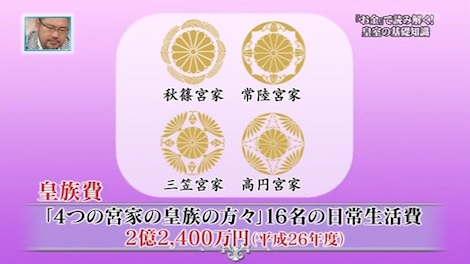 『お金』で読み解く!
皇室の基礎知識
秋篠宮家
常陸宮家
三笠宮家
高円宮家
皇族費
「4つの宮家の皇族の方々」16名の日常生活費
2億2,400万円(平成26年度)